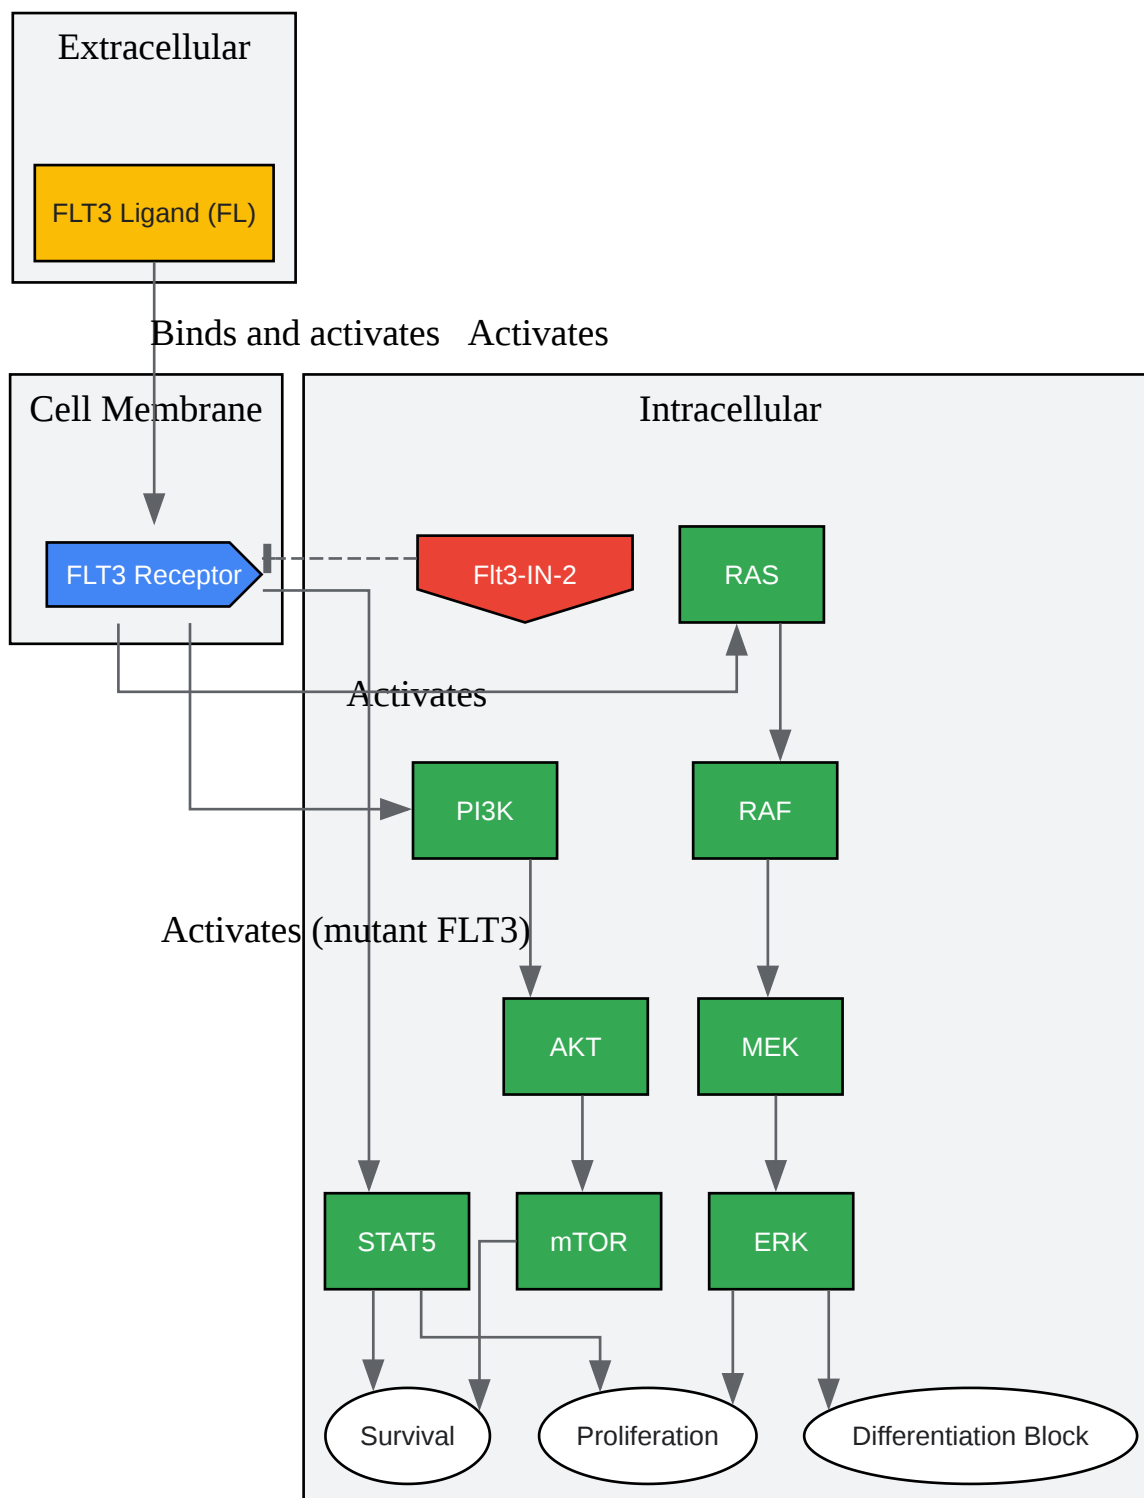 Extracellular
FLT3 Ligand (FL)
Binds and activates
Activates
Cell Membrane
Intracellular
FLT3 Receptor
Flt3-IN-2
RAS
Activates
PI3K
RAF
Activates (mutant FLT3)
AKT
MEK
STAT5
mTOR
ERK
Survival
Proliferation
Differentiation Block